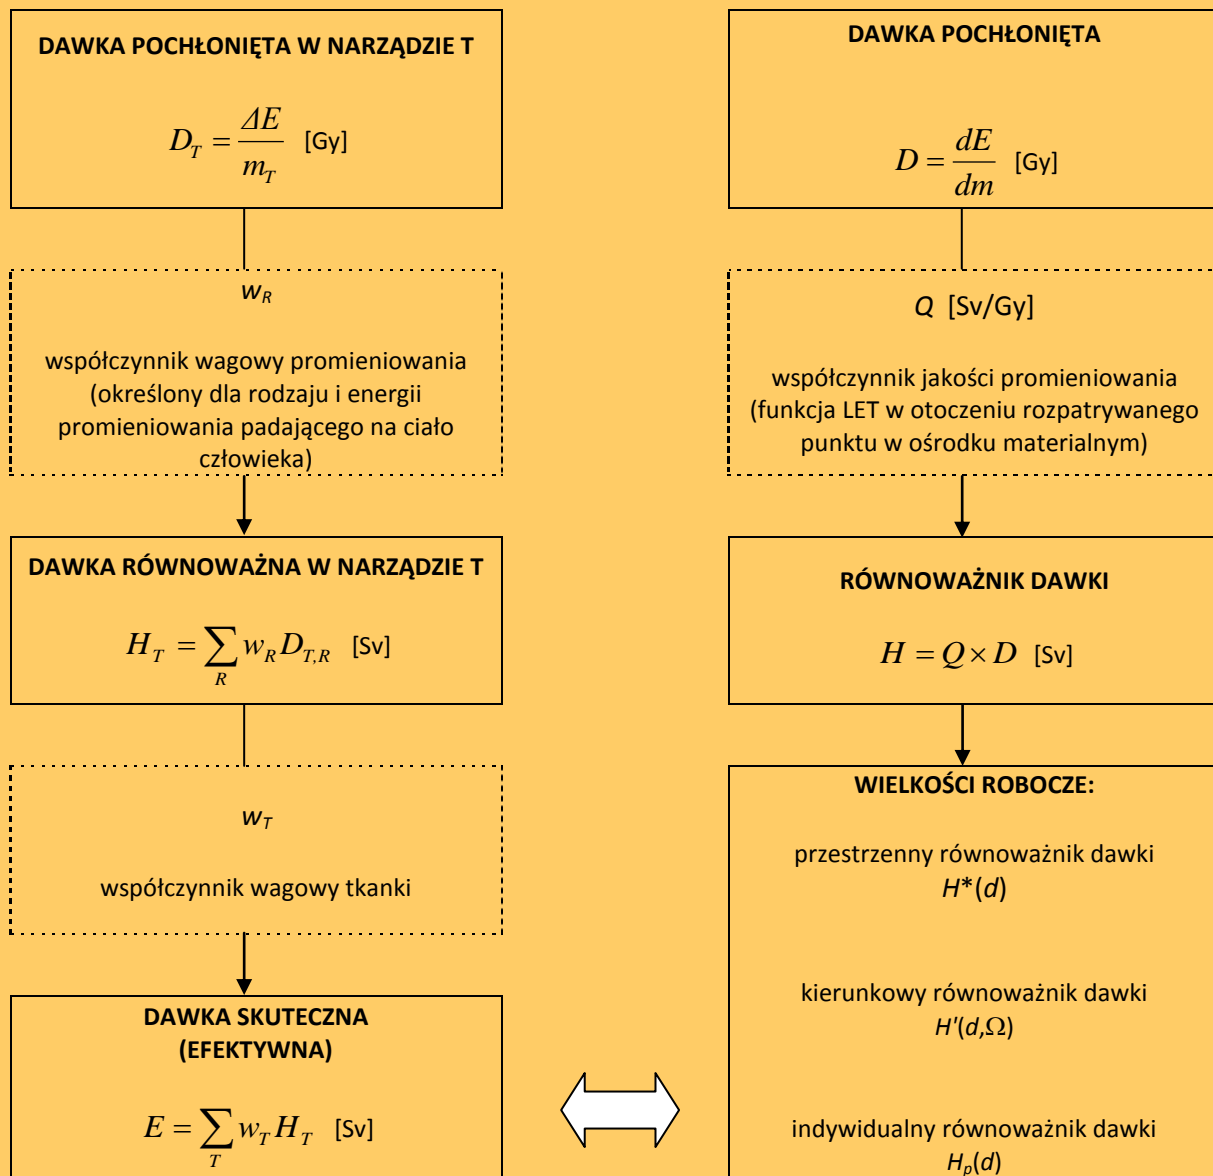 DAWKA POCHŁONIĘTA W NARZĄDZIE T
D_T = ΔE / m_T [Gy]
w_R
współczynnik wagowy promieniowania
(określony dla rodzaju i energii
promieniowania padającego na ciało
człowieka)
DAWKA RÓWNOWAŻNA W NARZĄDZIE T
H_T = ∑_R w_R D_{T,R} [Sv]
w_T
współczynnik wagowy tkanki
DAWKA SKUTECZNA
(EFEKTYWNA)
E = ∑_T w_T H_T [Sv]
DAWKA POCHŁONIĘTA
D = dE / dm [Gy]
Q [Sv/Gy]
współczynnik jakości promieniowania
(funkcja LET w otoczeniu rozpatrywanego
punktu w ośrodku materialnym)
RÓWNOWAŻNIK DAWKI
H = Q × D [Sv]
WIELKOŚCI ROBOCZE:
przestrzenny równoważnik dawki
H*(d)
kierunkowy równoważnik dawki
H'(d,Ω)
indywidualny równoważnik dawki
H_p(d)